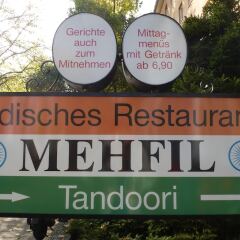 Gerichte
auch
zum
Mitnehmen
Mittag-
menüs
mit Getränk
ab 6,90
disches Restauran
MEHFIL
Tandoori